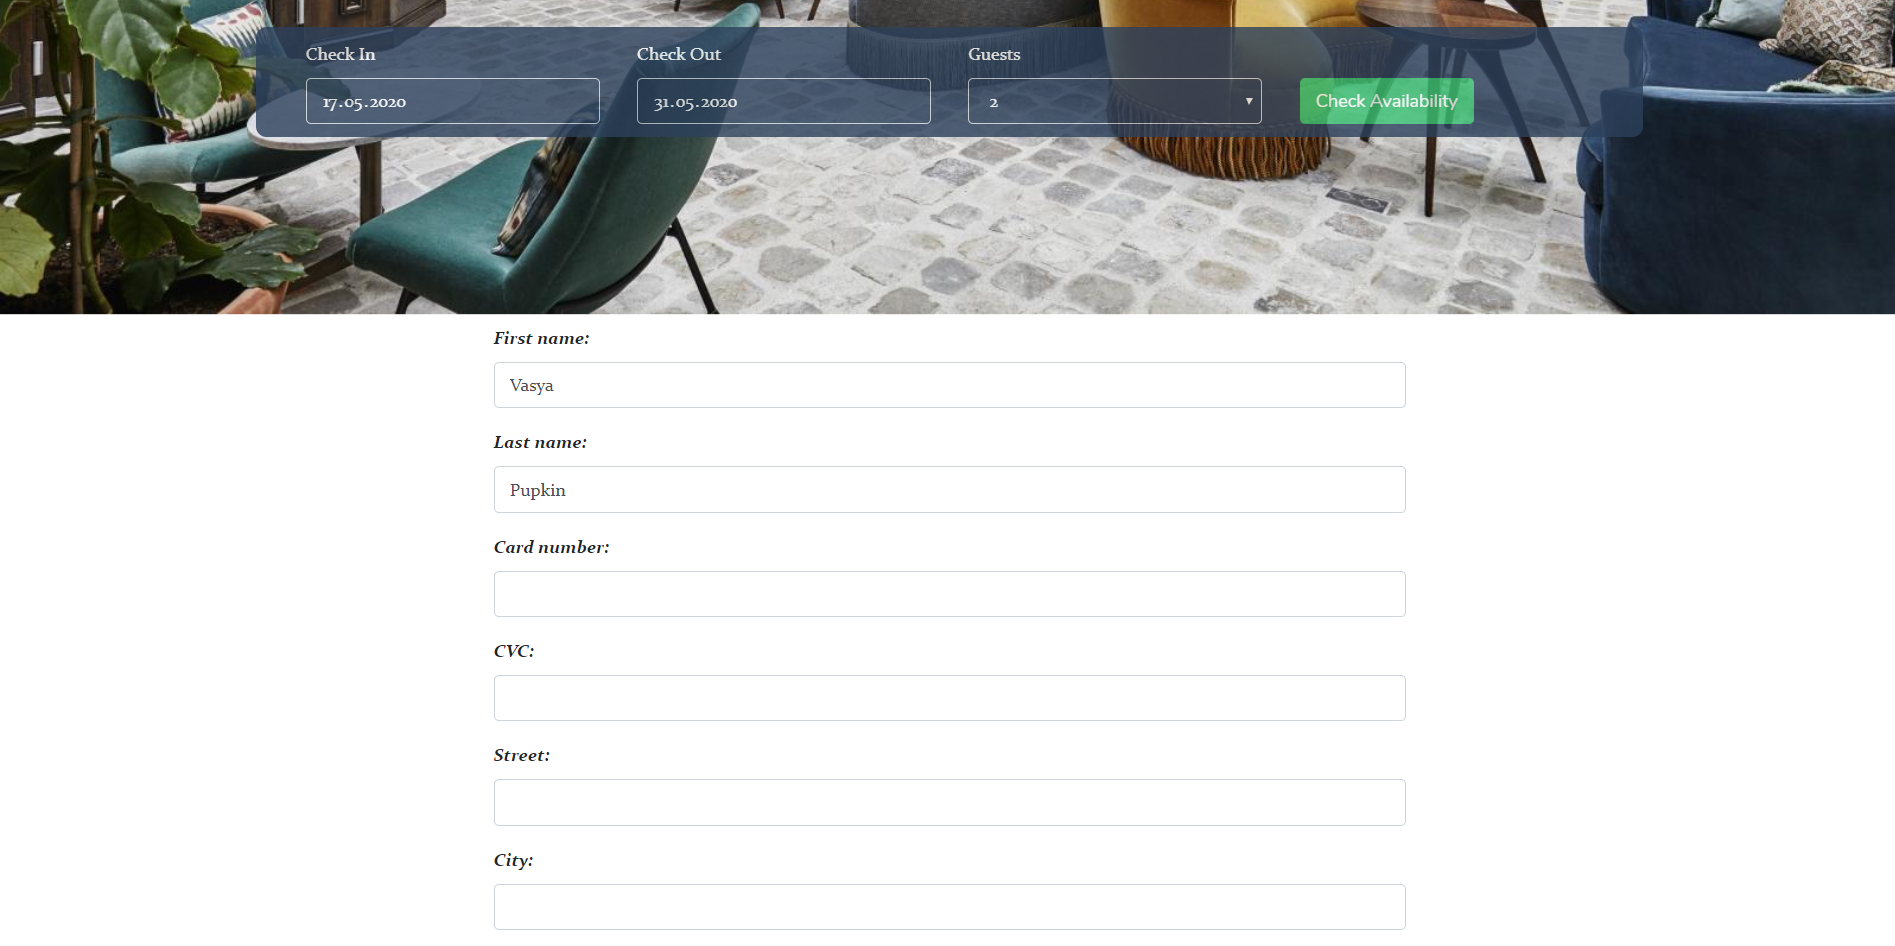 Check In Check Out Guests
17.05.2020 31.05.2020 2 Check Availability
First name:
Vasya
Last name:
Pupkin
Card number:
CVC:
Street:
City: